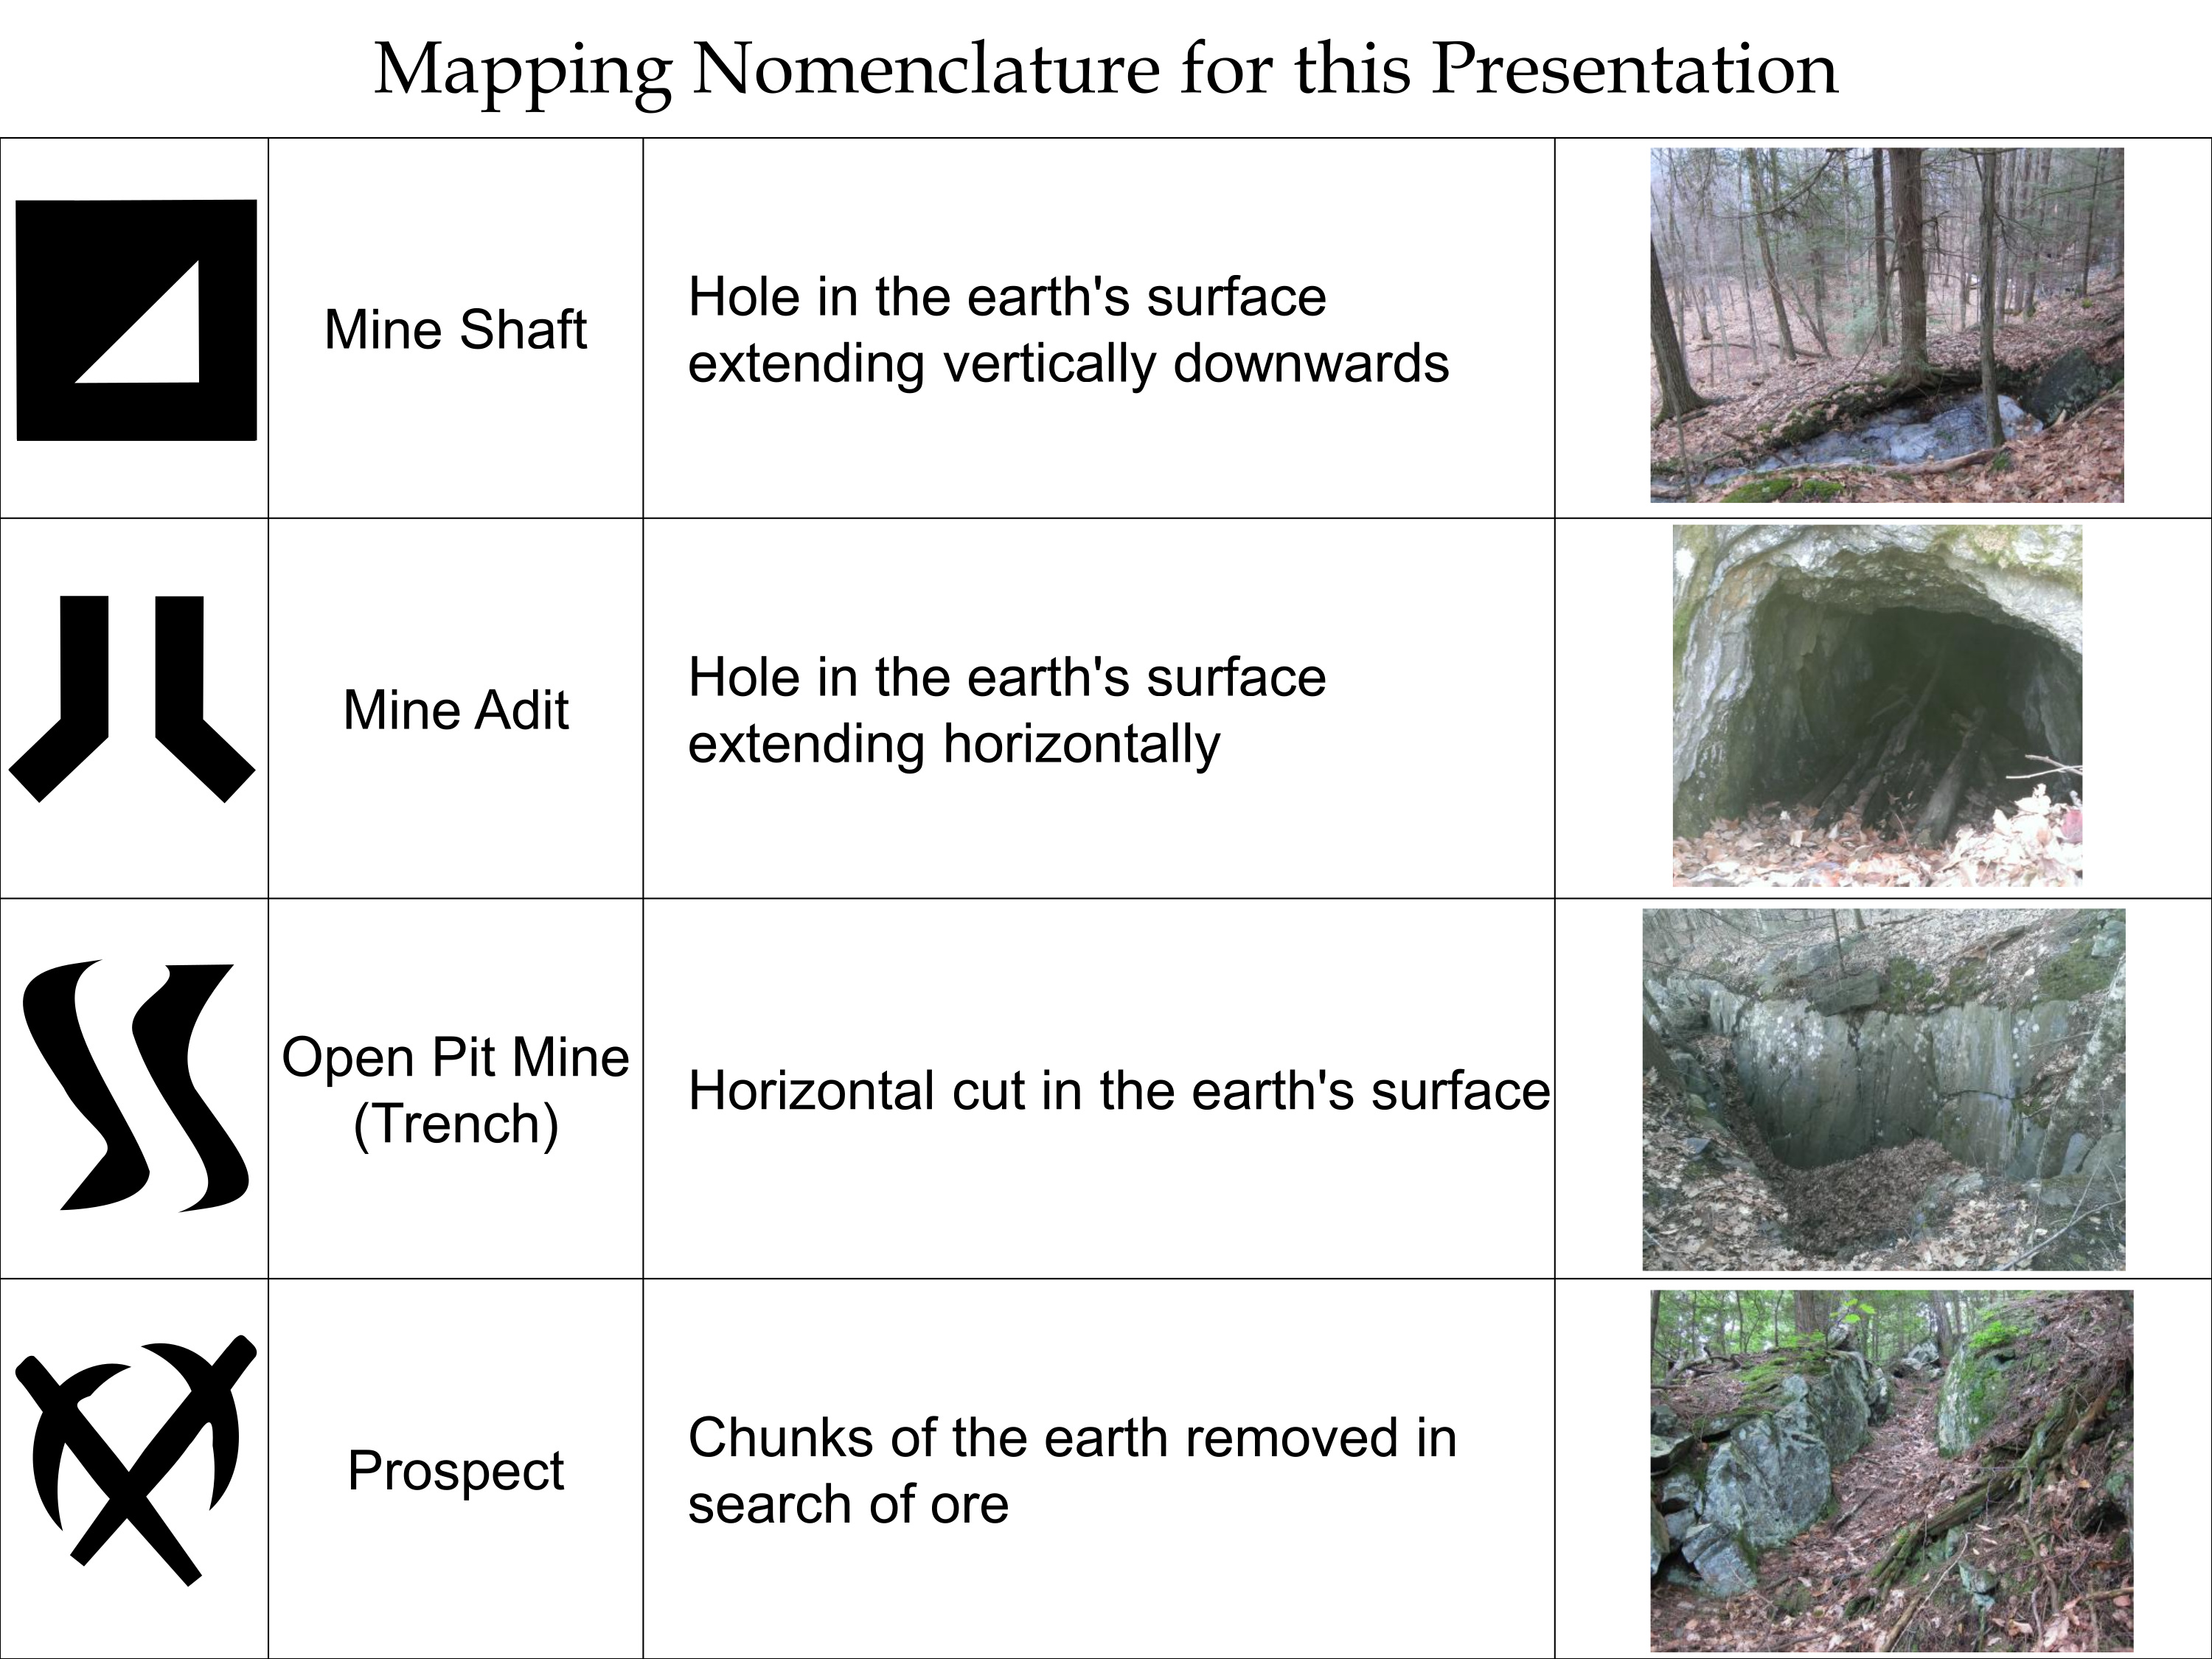 Mapping Nomenclature for this Presentation
Mine Shaft
Hole in the earth's surface
extending vertically downwards
Mine Adit
Hole in the earth's surface
extending horizontally
Open Pit Mine
(Trench)
Horizontal cut in the earth's surface
Prospect
Chunks of the earth removed in
search of ore